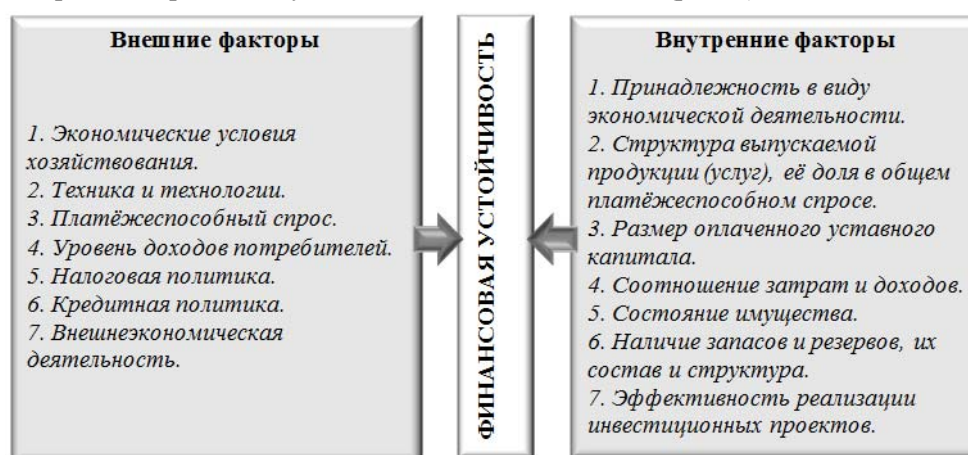 Внешние факторы
1. Экономические условия
хозяйствования.
2. Техника и технологии.
3. Платёжеспособный спрос.
4. Уровень доходов потребителей.
5. Налоговая политика.
6. Кредитная политика.
7. Внешнеэкономическая
деятельность.
ФИНАНСОВАЯ УСТОЙЧИВОСТЬ
Внутренние факторы
1. Принадлежность в виду
экономической деятельности.
2. Структура выпускаемой
продукции (услуг), её доля в общем
платёжеспособном спросе.
3. Размер оплаченного уставного
капитала.
4. Соотношение затрат и доходов.
5. Состояние имущества.
6. Наличие запасов и резервов, их
состав и структура.
7. Эффективность реализации
инвестиционных проектов.